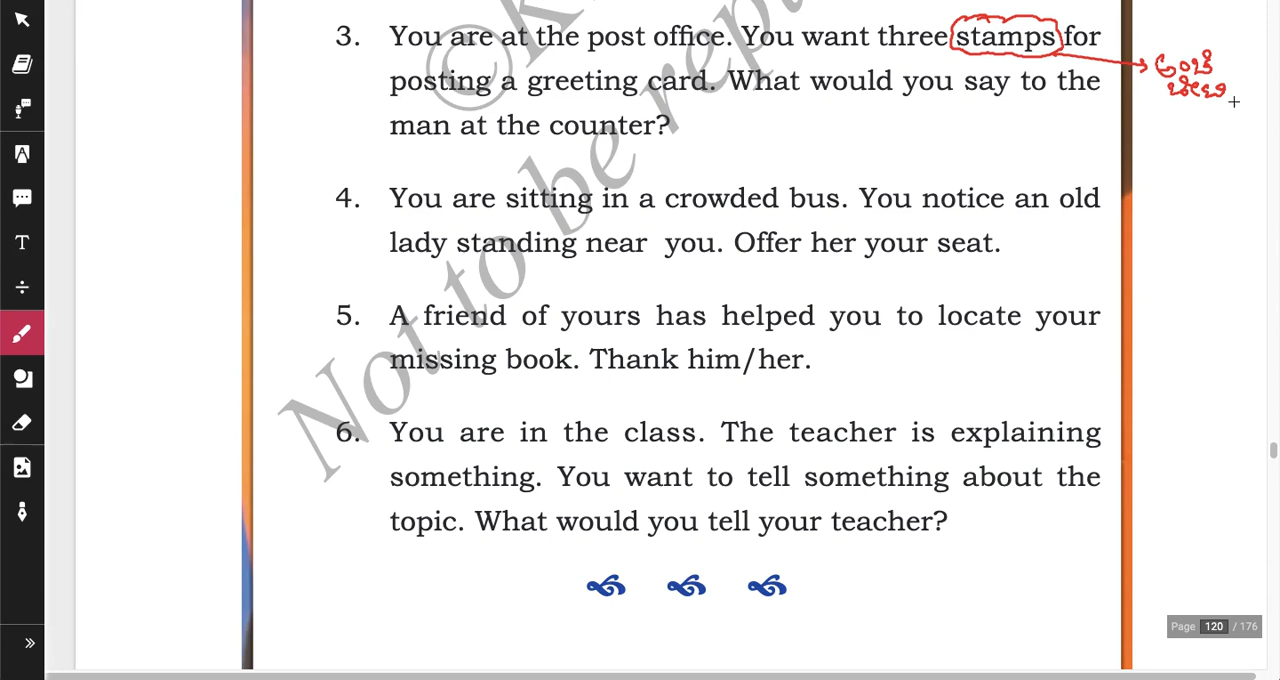 3. You are at the post office. You want three stamps for
posting a greeting card. What would you say to the
man at the counter?
4. You are sitting in a crowded bus. You notice an old
lady standing near you. Offer her your seat.
5. A friend of yours has helped you to locate your
missing book. Thank him/her.
6. You are in the class. The teacher is explaining
something. You want to tell something about the
topic. What would you tell your teacher?
Not to be
Page 120 / 176